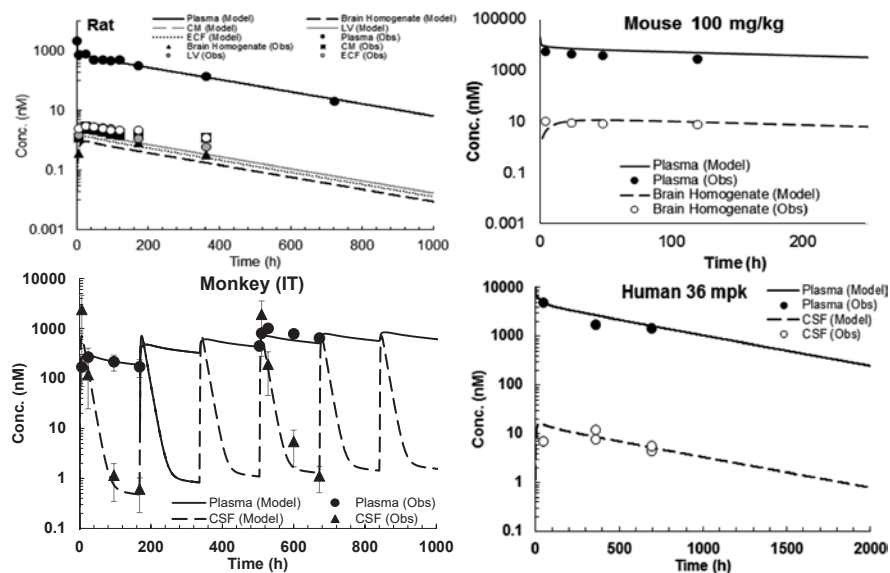 Rat
Plasma (Model)
Brain Homogenate (Model)
CM (Model)
LV (Model)
ECF (Model)
Plasma (Obs)
Brain Homogenate (Obs)
CM (Obs)
LV (Obs)
ECF (Obs)
Conc. (nM)
1000
10
0.1
0.001
0
200
400
600
800
1000
Time (h)
Mouse 100 mg/kg
Conc. (nM)
100000
1000
10
0.1
0.001
Plasma (Model)
Plasma (Obs)
Brain Homogenate (Model)
Brain Homogenate (Obs)
0
100
200
Time (h)
Monkey (IT)
Conc. (nM)
10000
1000
100
10
1
0.1
Plasma (Model)
Plasma (Obs)
CSF (Model)
CSF (Obs)
0
200
400
600
800
1000
Time (h)
Human 36 mpk
Plasma (Model)
Plasma (Obs)
CSF (Model)
CSF (Obs)
Conc. (nM)
10000
1000
100
10
1
0.1
0
500
1000
1500
2000
Time (h)